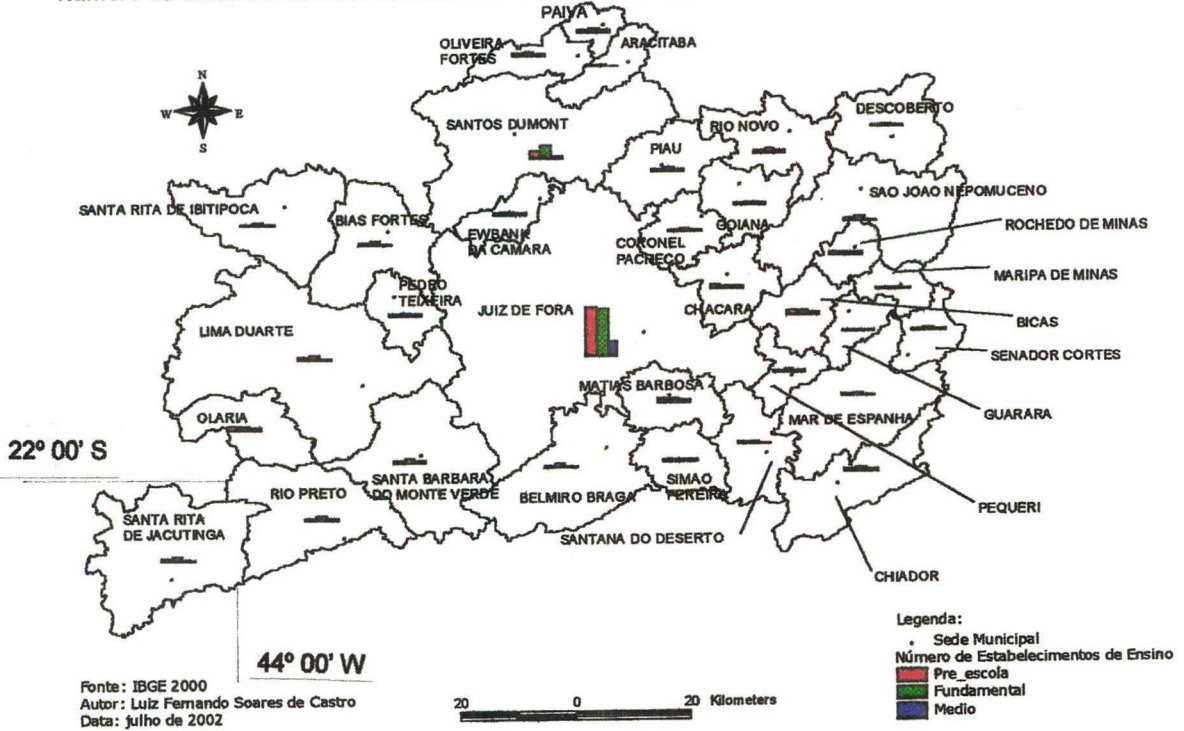 PAIVA
OLIVEIRA
FORTES
ARACITABA
N
W E
S
SANTOS DUMONT
RIO NOVO
DESCOBERTO
PIAU
SANTA RITA DE IBITIPOCA
BIAS FORTES
EWBANK
DA CAMARA
SAO JOAO NEPOMUCENO
GOIANA
CORONEL
PACHECO
ROCHEDO DE MINAS
MARIPA DE MINAS
PEDRO
TEIXEIRA
LIMA DUARTE
JUIZ DE FORA
CHACARA
BICAS
SENADOR CORTES
MATIAS BARBOSA
GUARARA
OLARIA
MAR DE ESPANHA
22º 00' S
SANTA BARBARA
DO MONTE VERDE
RIO PRETO
BELMIRO BRAGA
SIMAO
PEREIRA
PEQUERI
SANTA RITA
DE JACUTINGA
SANTANA DO DESERTO
CHIADOR
44º 00' W
Fonte: IBGE 2000
Autor: Luiz Fernando Soares de Castro
Data: julho de 2002
20 0 20 Kilometers
Legenda:
Sede Municipal
Número de Estabelecimentos de Ensino
Pre_escola
Fundamental
Medio